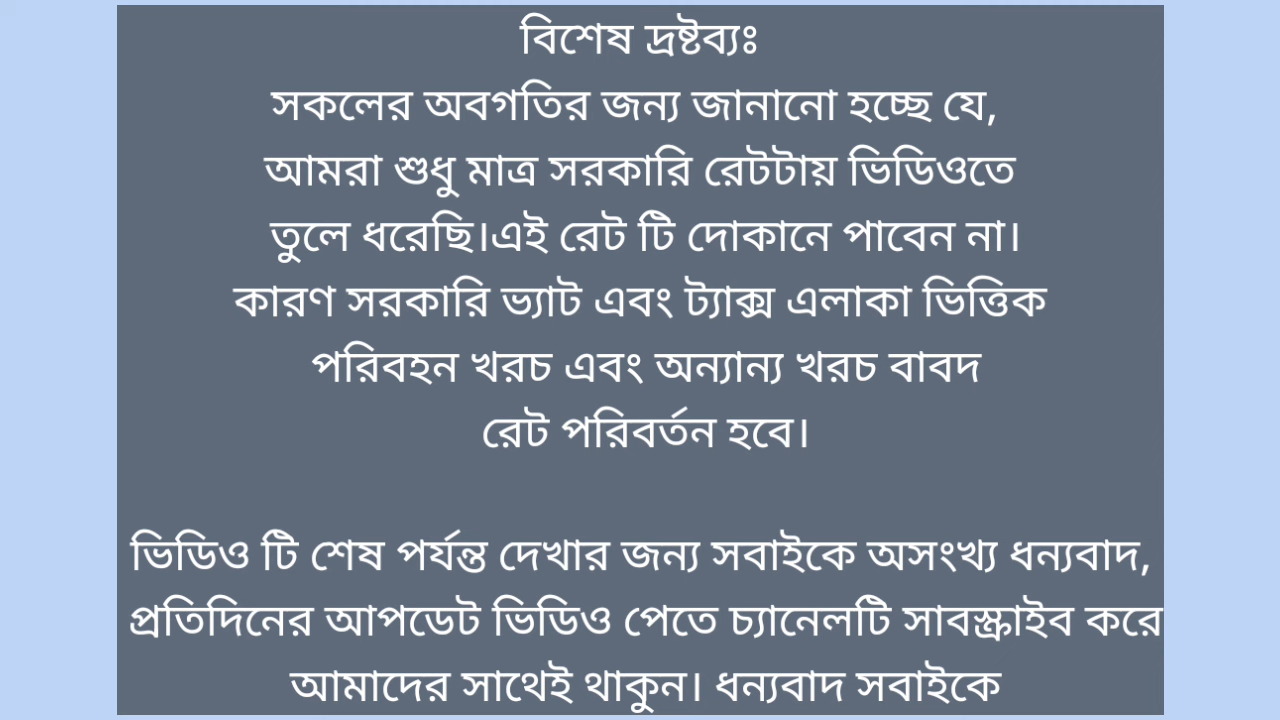 বিশেষ দ্রষ্টব্যঃ
সকলের অবগতির জন্য জানানো হচ্ছে যে,
আমরা শুধু মাত্র সরকারি রেটটায় ভিডিওতে
তুলে ধরেছি।এই রেট টি দোকানে পাবেন না।
কারণ সরকারি ভ্যাট এবং ট্যাক্স এলাকা ভিত্তিক
পরিবহন খরচ এবং অন্যান্য খরচ বাবদ
রেট পরিবর্তন হবে।
ভিডিও টি শেষ পর্যন্ত দেখার জন্য সবাইকে অসংখ্য ধন্যবাদ,
প্রতিদিনের আপডেট ভিডিও পেতে চ্যানেলটি সাবস্ক্রাইব করে
আমাদের সাথেই থাকুন। ধন্যবাদ সবাইকে